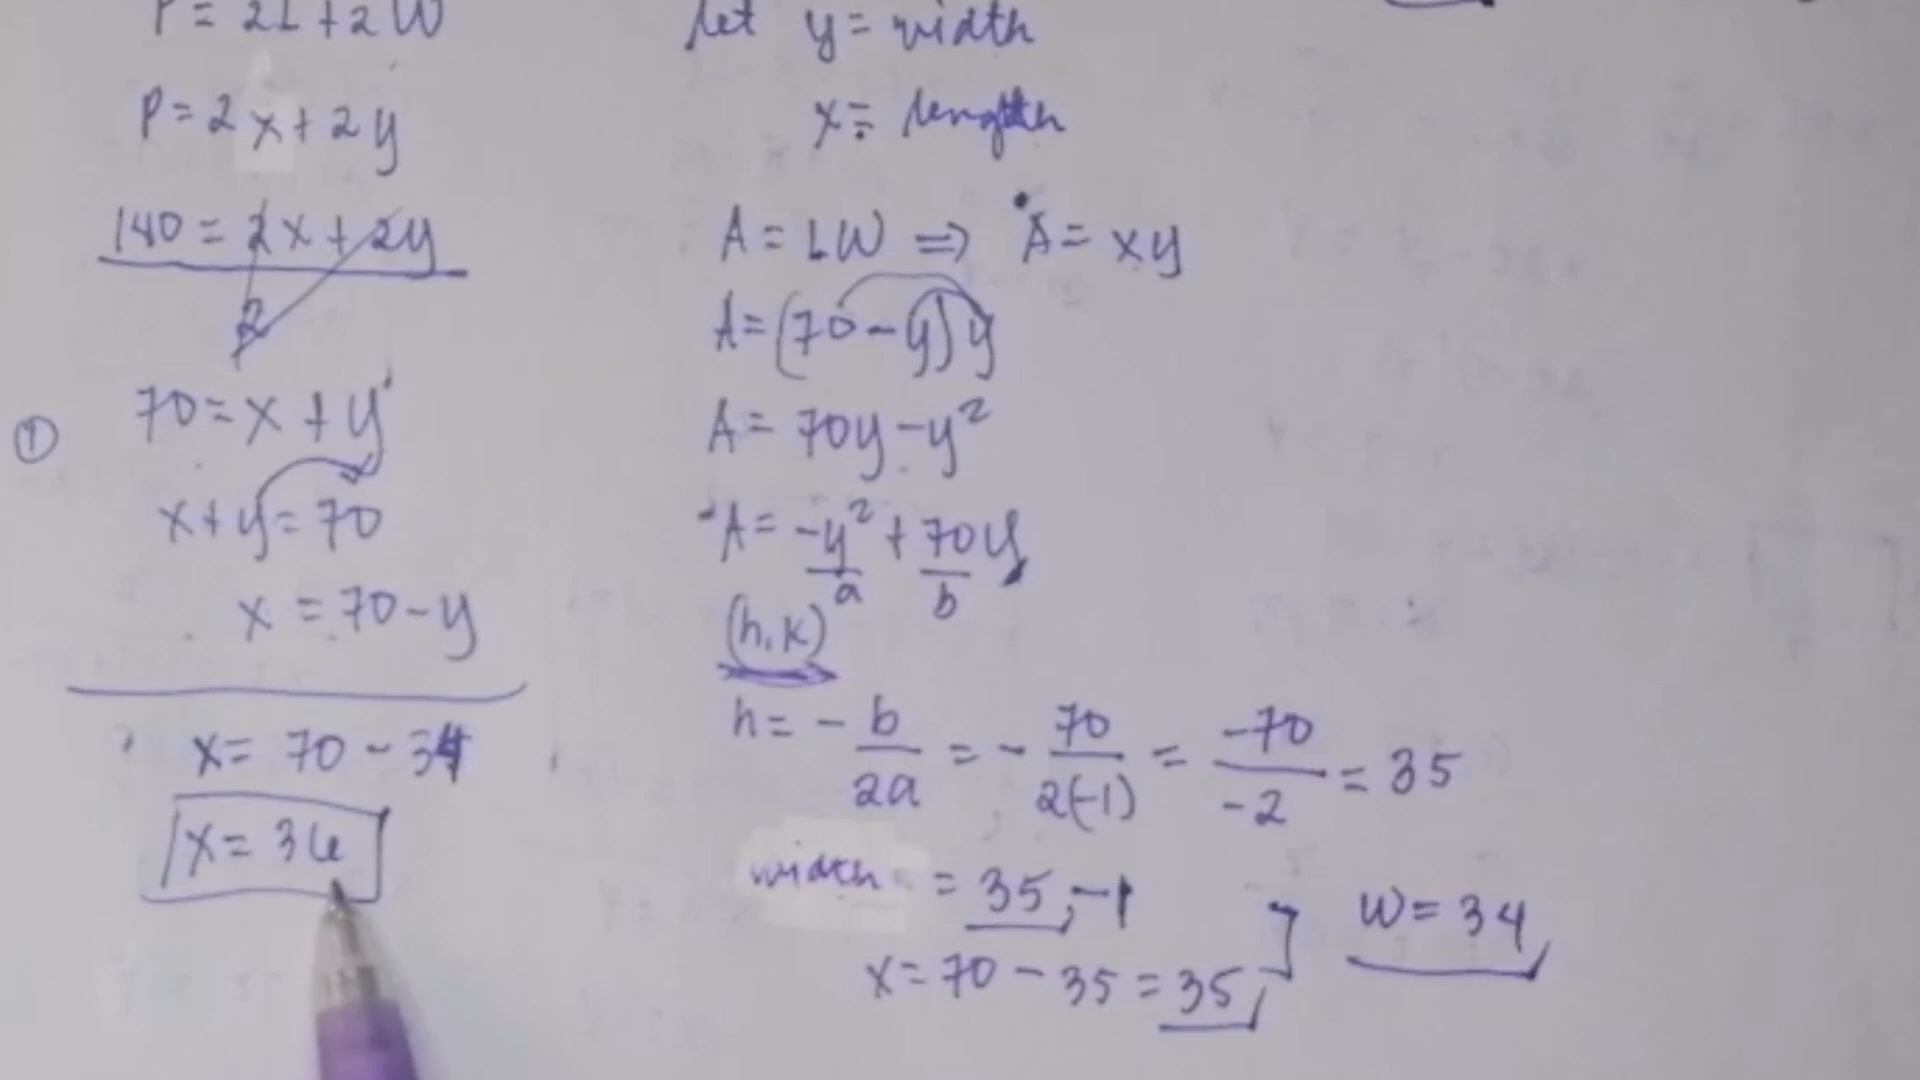 P = 2L + 2W
P = 2x + 2y
140 = 2x + 2y
2
① 70 = x + y
x + y = 70
x = 70 - y
x = 70 - 34
x = 36
let y = width
x = length
A = LW ⇒ A = xy
A = (70 - y) y
A = 70y - y²
A = -y² + 70y
a b
(h, k)
h = - b/2a = - 70/2(-1) = -70/-2 = 35
width = 35, -1
x = 70 - 35 = 35
W = 34